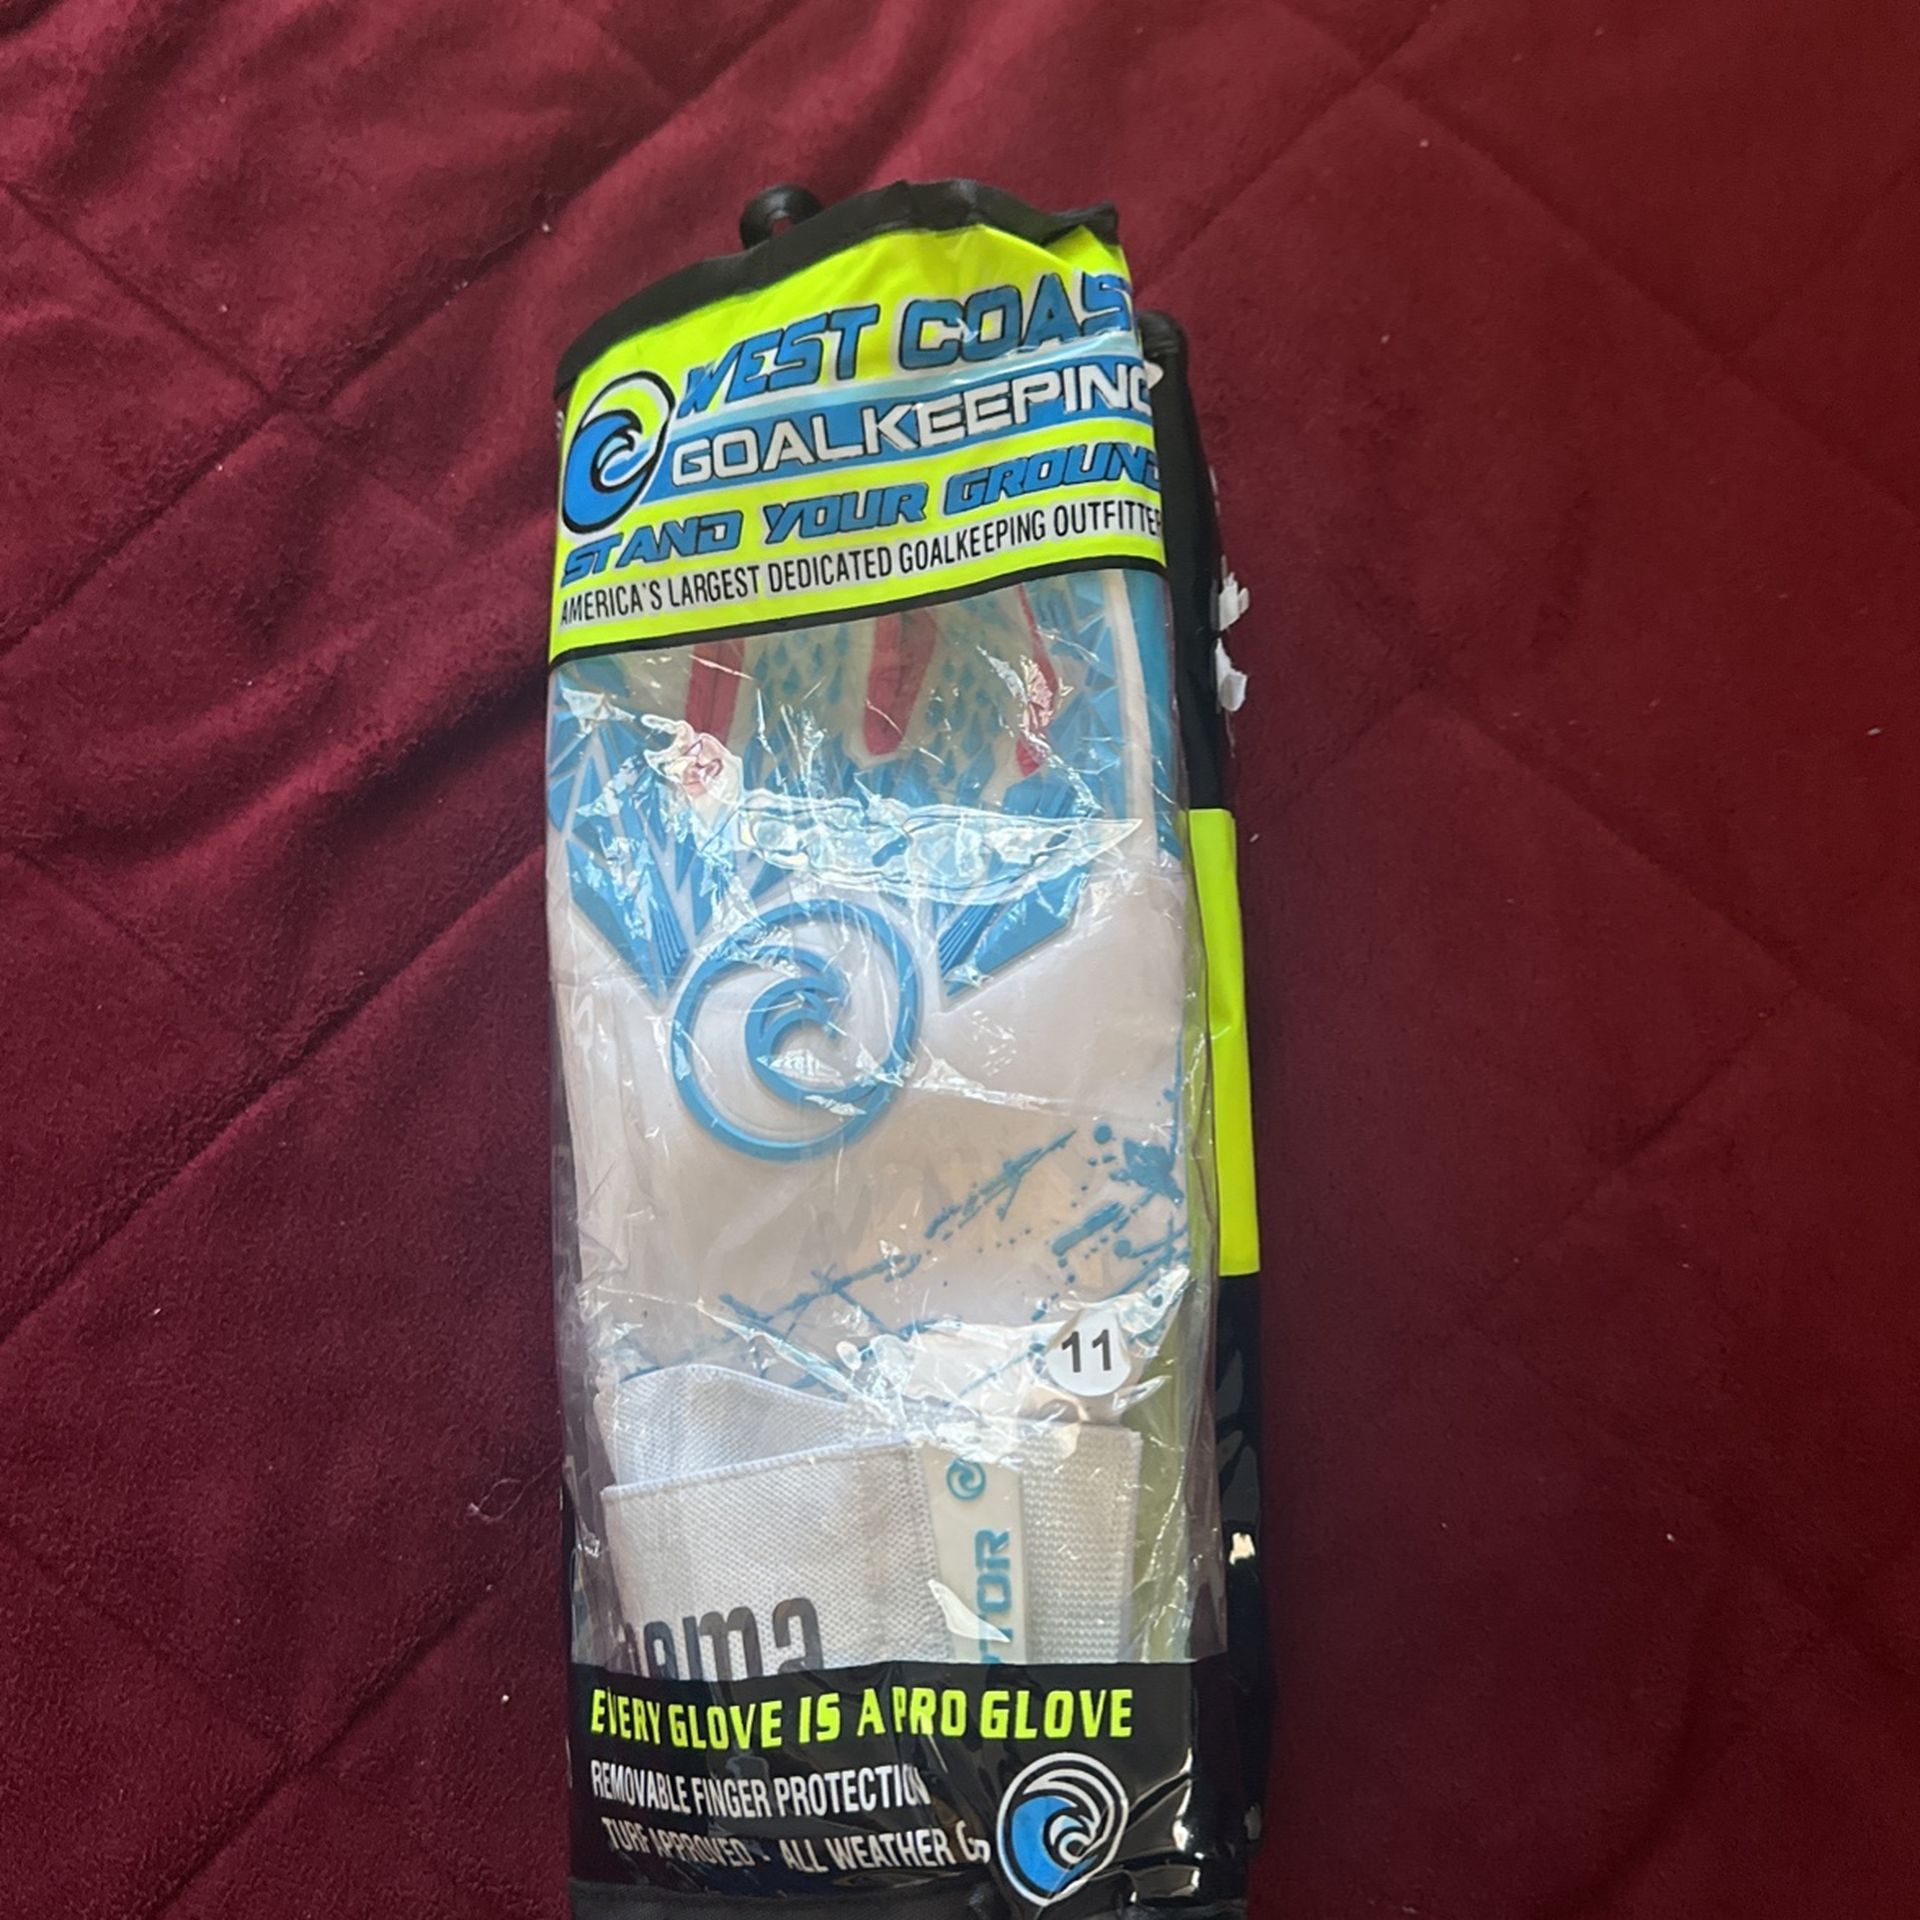 WEST COAST
GOALKEEPING
STAND YOUR GROUND
AMERICA'S LARGEST DEDICATED GOALKEEPING OUTFITTER
11
TOR
EVERY GLOVE IS A PRO GLOVE
REMOVABLE FINGER PROTECTION
TURF APPROVED - ALL WEATHER